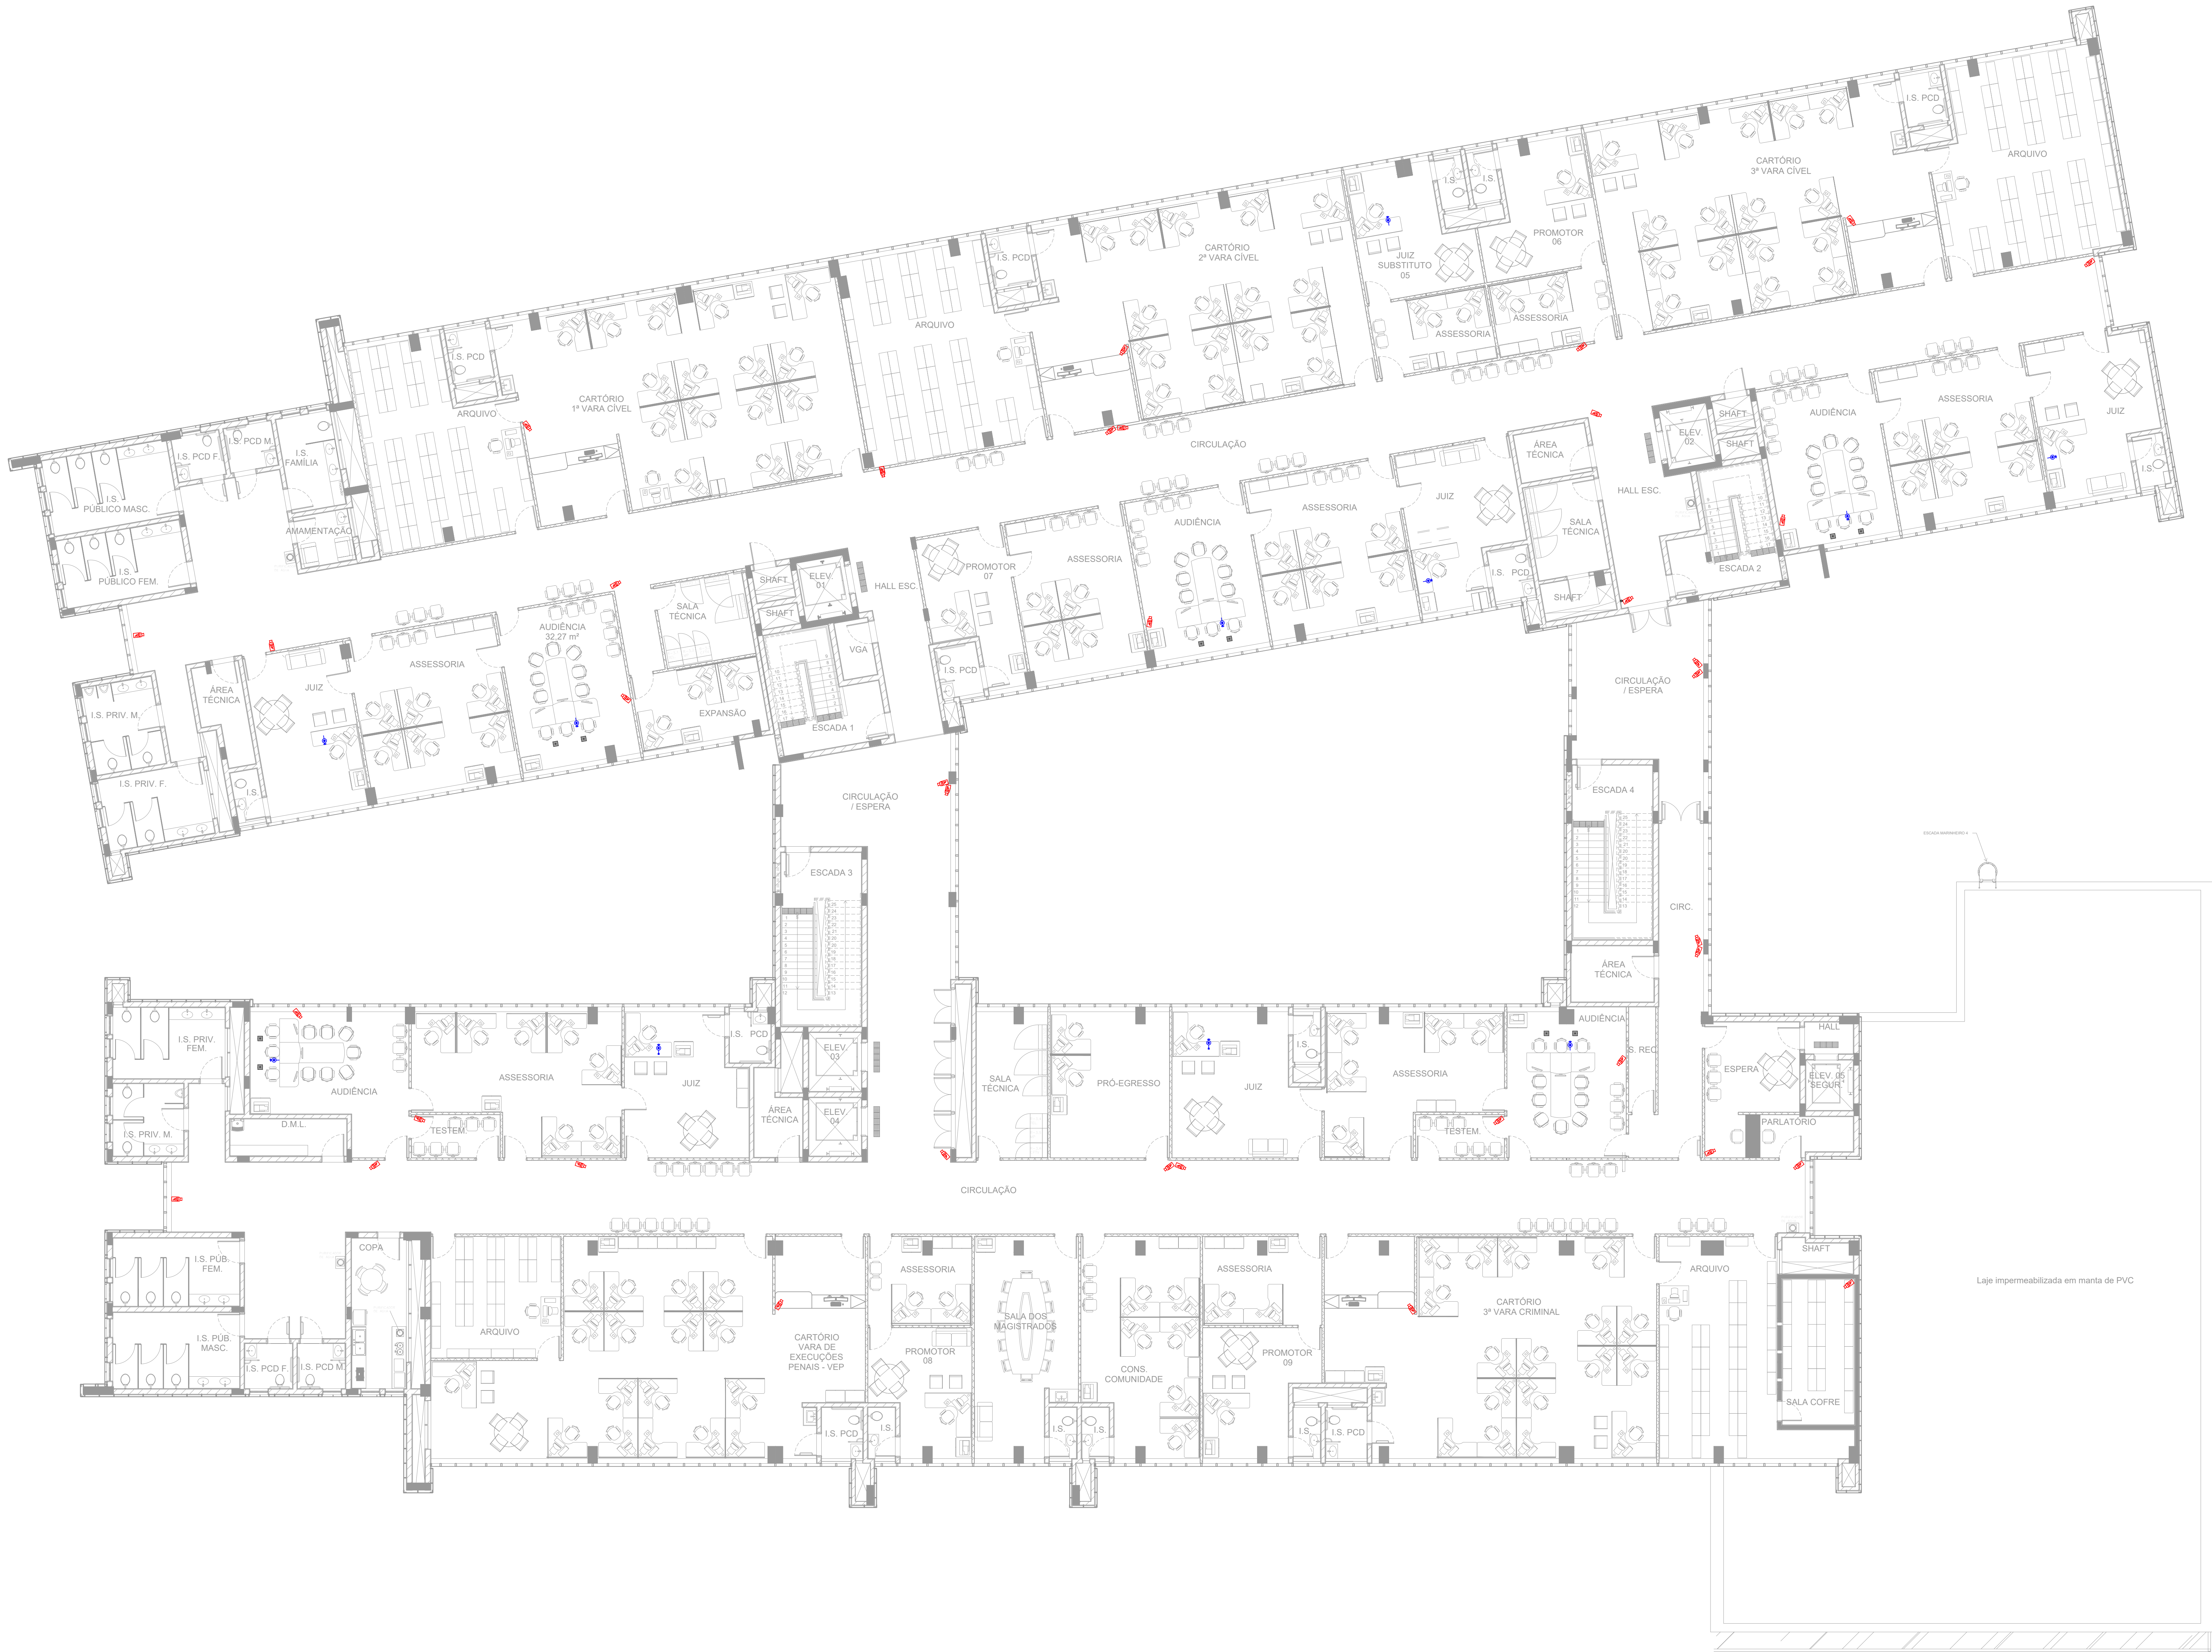 I.S. PCD
ARQUIVO
CARTÓRIO
3ª VARA CÍVEL
I.S.
I.S.
PROMOTOR
06
JUIZ
SUBSTITUTO
05
ASSESSORIA
ASSESSORIA
CARTÓRIO
2ª VARA CÍVEL
I.S. PCD
ARQUIVO
CARTÓRIO
1ª VARA CÍVEL
I.S. PCD
ARQUIVO
I.S. PCD M.
I.S. PCD F.
I.S.
FAMÍLIA
I.S.
PÚBLICO MASC.
AMAMENTAÇÃO
I.S.
PÚBLICO FEM.
CIRCULAÇÃO
SHAFT
ELEV.
02
SHAFT
AUDIÊNCIA
ASSESSORIA
JUIZ
I.S.
ÁREA
TÉCNICA
HALL ESC.
SALA
TÉCNICA
ESCADA 2
SHAFT
I.S. PCD
JUIZ
ASSESSORIA
AUDIÊNCIA
ASSESSORIA
PROMOTOR
07
HALL ESC.
I.S. PCD
SHAFT
ELEV.
01
SHAFT
VGA
ESCADA 1
SALA
TÉCNICA
EXPANSÃO
AUDIÊNCIA
32,27 m²
ASSESSORIA
JUIZ
ÁREA
TÉCNICA
I.S.
I.S. PRIV. M.
I.S. PRIV. F.
CIRCULAÇÃO
/ ESPERA
CIRCULAÇÃO
/ ESPERA
ESCADA 4
ESCADA MARINHEIRO 4
ESCADA 3
CIRC.
ÁREA
TÉCNICA
I.S. PRIV.
FEM.
AUDIÊNCIA
ASSESSORIA
JUIZ
I.S. PCD
ELEV.
03
ELEV.
04
ÁREA
TÉCNICA
TESTEM.
D.M.L.
I.S. PRIV. M.
SALA
TÉCNICA
PRÓ-EGRESSO
JUIZ
I.S.
ASSESSORIA
TESTEM.
AUDIÊNCIA
S. REC.
ESPERA
HALL
ELEV. 05
"SEGUR."
PARLATÓRIO
CIRCULAÇÃO
COPA
I.S. PÚB.
FEM.
I.S. PÚB.
MASC.
I.S. PCD F.
I.S. PCD M.
ARQUIVO
CARTÓRIO
VARA DE
EXECUÇÕES
PENAIS - VEP
I.S. PCD
I.S.
ASSESSORIA
PROMOTOR
08
SALA DOS
MAGISTRADOS
I.S.
I.S.
CONS.
COMUNIDADE
ASSESSORIA
PROMOTOR
09
I.S.
I.S. PCD
CARTÓRIO
3ª VARA CRIMINAL
ARQUIVO
SHAFT
SALA COFRE
Laje impermeabilizada em manta de PVC